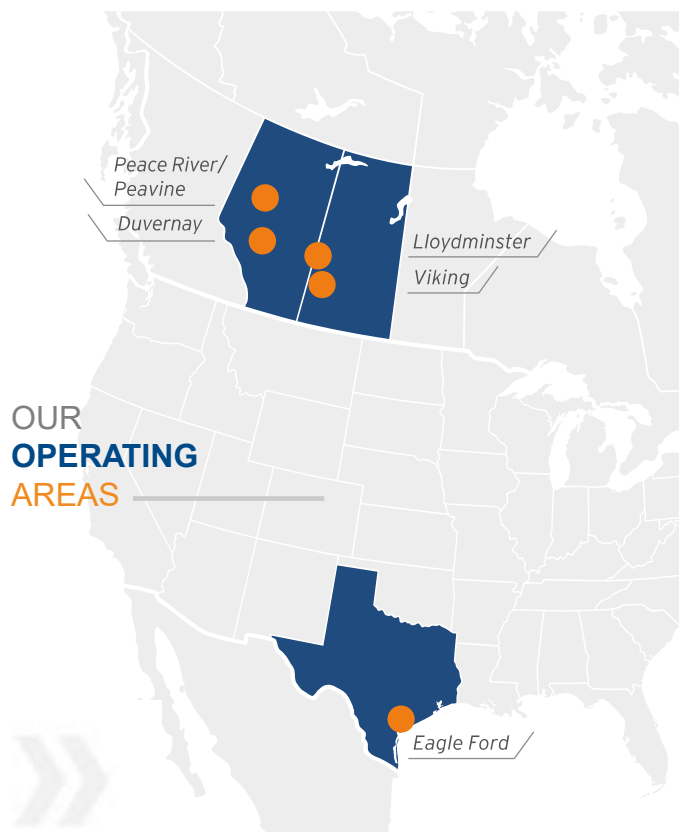 Peace River/
Peavine
Duvernay
Lloydminster
Viking
OUR
OPERATING
AREAS
Eagle Ford